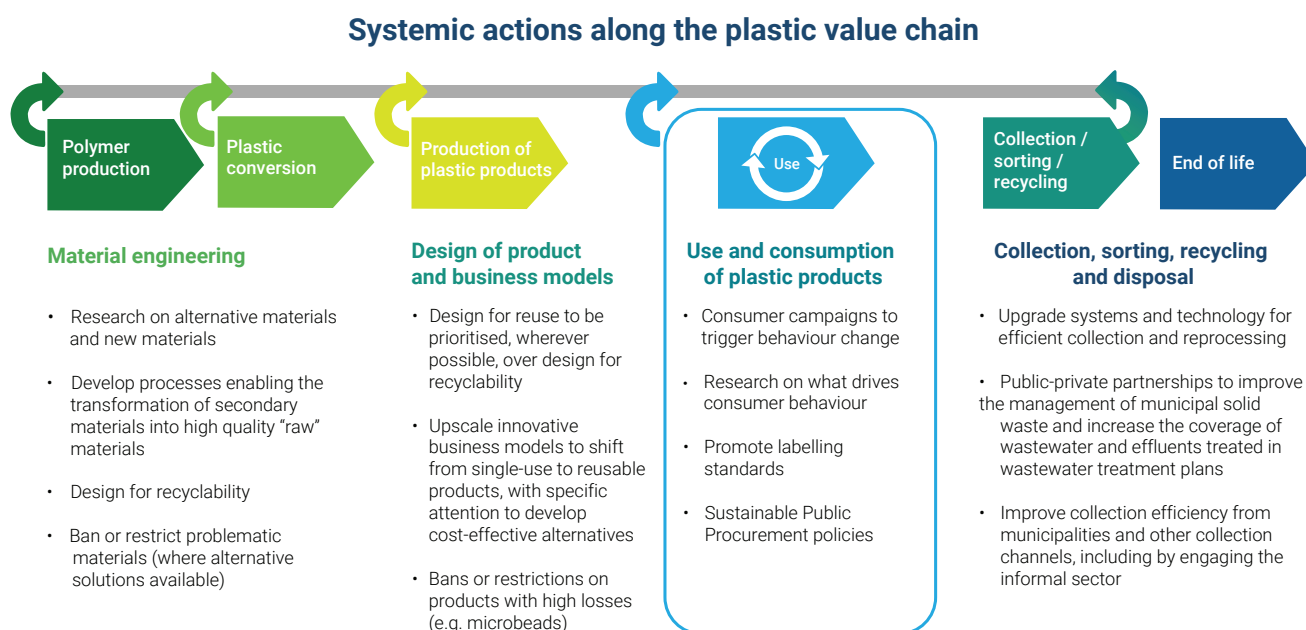 Systemic actions along the plastic value chain
Polymer
production
Plastic
conversion
Production of
plastic products
Use
Collection /
sorting /
recycling
End of life
Material engineering
• Research on alternative materials
and new materials
• Develop processes enabling the
transformation of secondary
materials into high quality “raw”
materials
• Design for recyclability
• Ban or restrict problematic
materials (where alternative
solutions available)
Design of product
and business models
• Design for reuse to be
prioritised, wherever
possible, over design for
recyclability
• Upscale innovative
business models to shift
from single-use to reusable
products, with specific
attention to develop
cost-effective alternatives
• Bans or restrictions on
products with high losses
(e.g. microbeads)
Use and consumption
of plastic products
• Consumer campaigns to
trigger behaviour change
• Research on what drives
consumer behaviour
• Promote labelling
standards
• Sustainable Public
Procurement policies
Collection, sorting, recycling
and disposal
• Upgrade systems and technology for
efficient collection and reprocessing
• Public-private partnerships to improve
the management of municipal solid
waste and increase the coverage of
wastewater and effluents treated in
wastewater treatment plans
• Improve collection efficiency from
municipalities and other collection
channels, including by engaging the
informal sector